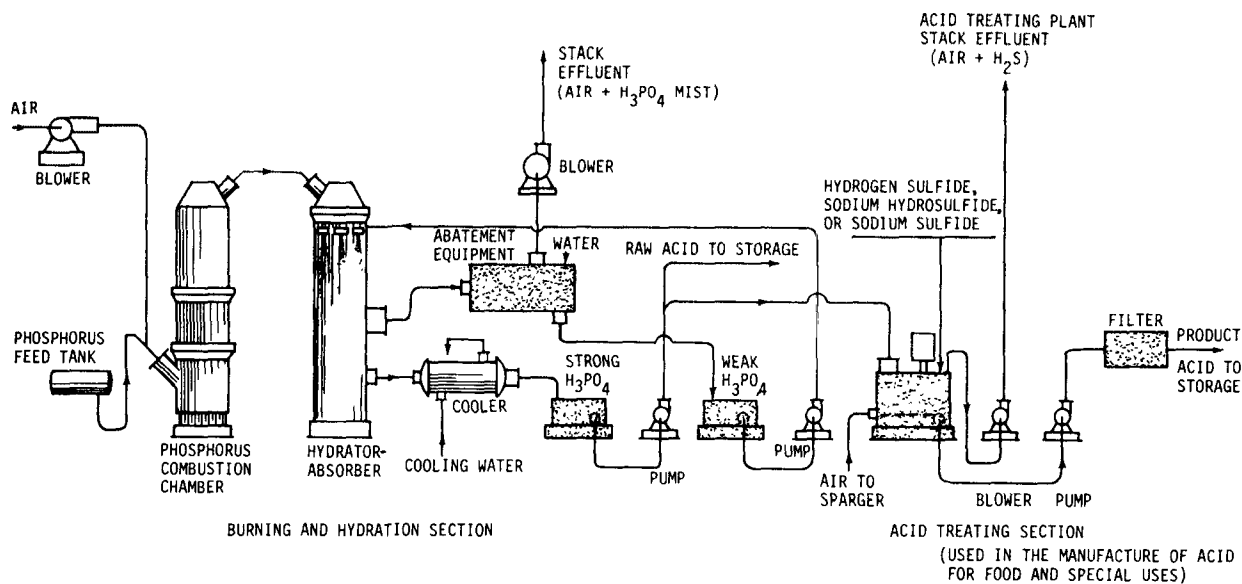 ACID TREATING PLANT
STACK EFFLUENT
(AIR + H2S)
STACK
EFFLUENT
(AIR + H3PO4 MIST)
AIR
BLOWER
BLOWER
HYDROGEN SULFIDE,
SODIUM HYDROSULFIDE,
OR SODIUM SULFIDE
ABATEMENT
EQUIPMENT
WATER
RAW ACID TO STORAGE
PHOSPHORUS
FEED TANK
FILTER
PRODUCT
ACID TO
STORAGE
STRONG
H3PO4
WEAK
H3PO4
COOLER
PHOSPHORUS
COMBUSTION
CHAMBER
HYDRATOR-
ABSORBER
COOLING WATER
PUMP
PUMP
AIR TO
SPARGER
BLOWER
PUMP
BURNING AND HYDRATION SECTION
ACID TREATING SECTION
(USED IN THE MANUFACTURE OF ACID
FOR FOOD AND SPECIAL USES)